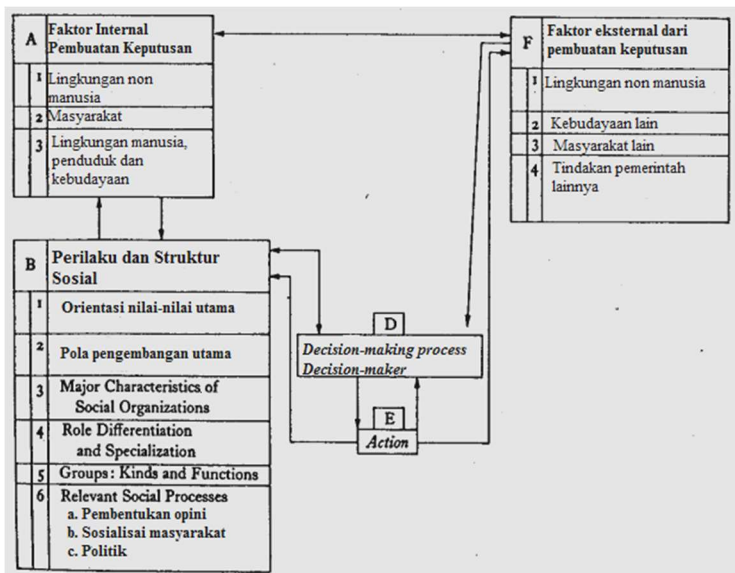 A
Faktor Internal
Pembuatan Keputusan
1 Lingkungan non
manusia
2 Masyarakat
3 Lingkungan manusia,
penduduk dan
kebudayaan
F
Faktor eksternal dari
pembuatan keputusan
1 Lingkungan non manusia
2 Kebudayaan lain
3 Masyarakat lain
4 Tindakan pemerintah
lainnya
B
Perilaku dan Struktur
Sosial
1 Orientasi nilai-nilai utama
2 Pola pengembangan utama
3 Major Characteristics of
Social Organizations
4 Role Differentiation
and Specialization
5 Groups: Kinds and Functions
6 Relevant Social Processes
a. Pembentukan opini
b. Sosialisai masyarakat
c. Politik
D
Decision-making process
Decision-maker
E
Action